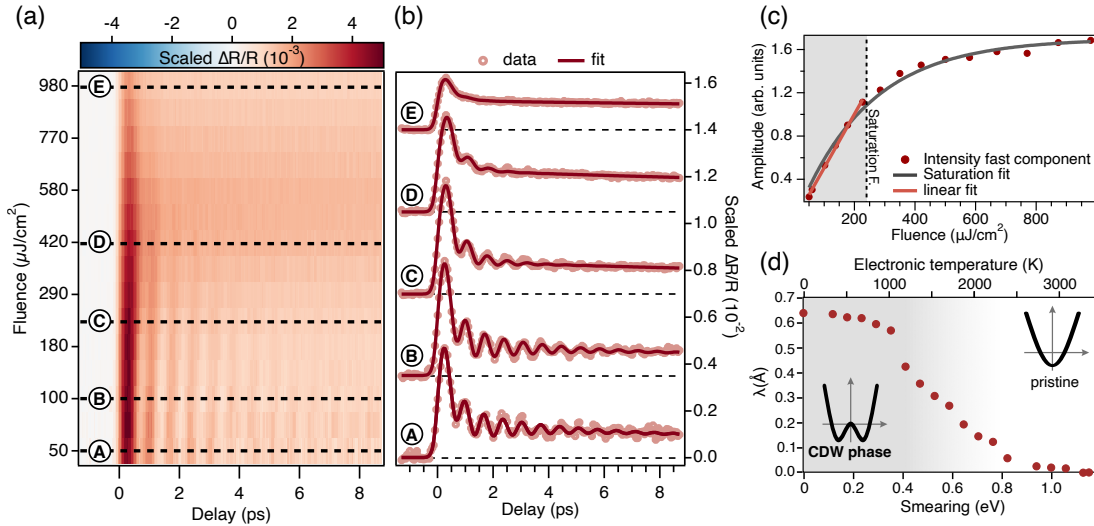 (a)
-4 -2 0 2 4
Scaled ΔR/R (10⁻³)
Fluence (µJ/cm²)
980
770
580
420
290
180
100
50
E
D
C
B
A
0 2 4 6 8
Delay (ps)
(b)
data fit
E
D
C
B
A
1.6
1.4
1.2
1.0
0.8
0.6
0.4
0.2
0.0
Scaled ΔR/R (10⁻²)
0 2 4 6 8
Delay (ps)
(c)
Amplitude (arb. units)
1.6
1.2
0.8
0.4
Saturation F.
Intensity fast component
Saturation fit
linear fit
200 400 600 800
Fluence (µJ/cm²)
(d)
Electronic temperature (K)
0 500 1000 2000 3000
λ(Å)
0.7
0.6
0.5
0.4
0.3
0.2
0.1
0.0
pristine
CDW phase
0 0.2 0.4 0.6 0.8 1.0
Smearing (eV)